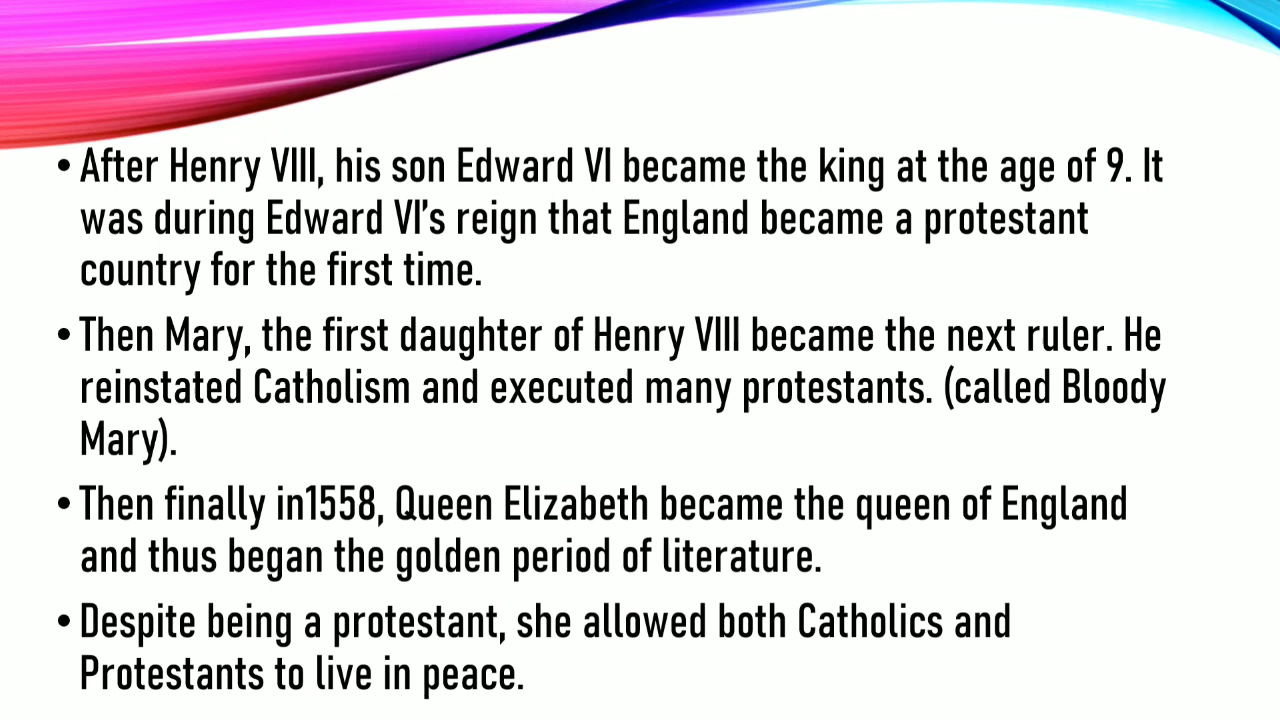 • After Henry VIII, his son Edward VI became the king at the age of 9. It
was during Edward VI's reign that England became a protestant
country for the first time.
• Then Mary, the first daughter of Henry VIII became the next ruler. He
reinstated Catholism and executed many protestants. (called Bloody
Mary).
• Then finally in1558, Queen Elizabeth became the queen of England
and thus began the golden period of literature.
• Despite being a protestant, she allowed both Catholics and
Protestants to live in peace.